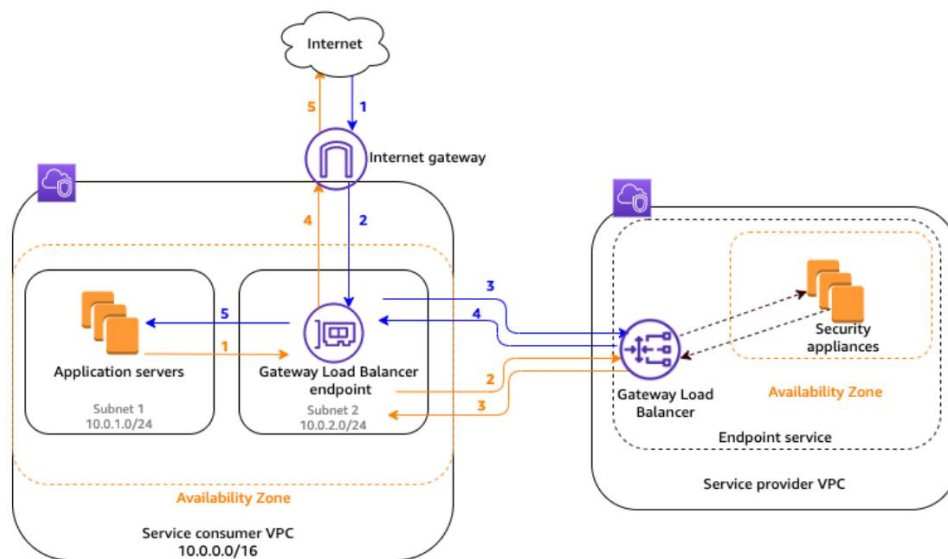 Internet
5
1
Internet gateway
4
2
3
4
5
1
Application servers
Subnet 1
10.0.1.0/24
Gateway Load Balancer
endpoint
Subnet 2
10.0.2.0/24
2
3
Security
appliances
Gateway Load
Balancer
Availability Zone
Endpoint service
Service provider VPC
Availability Zone
Service consumer VPC
10.0.0.0/16